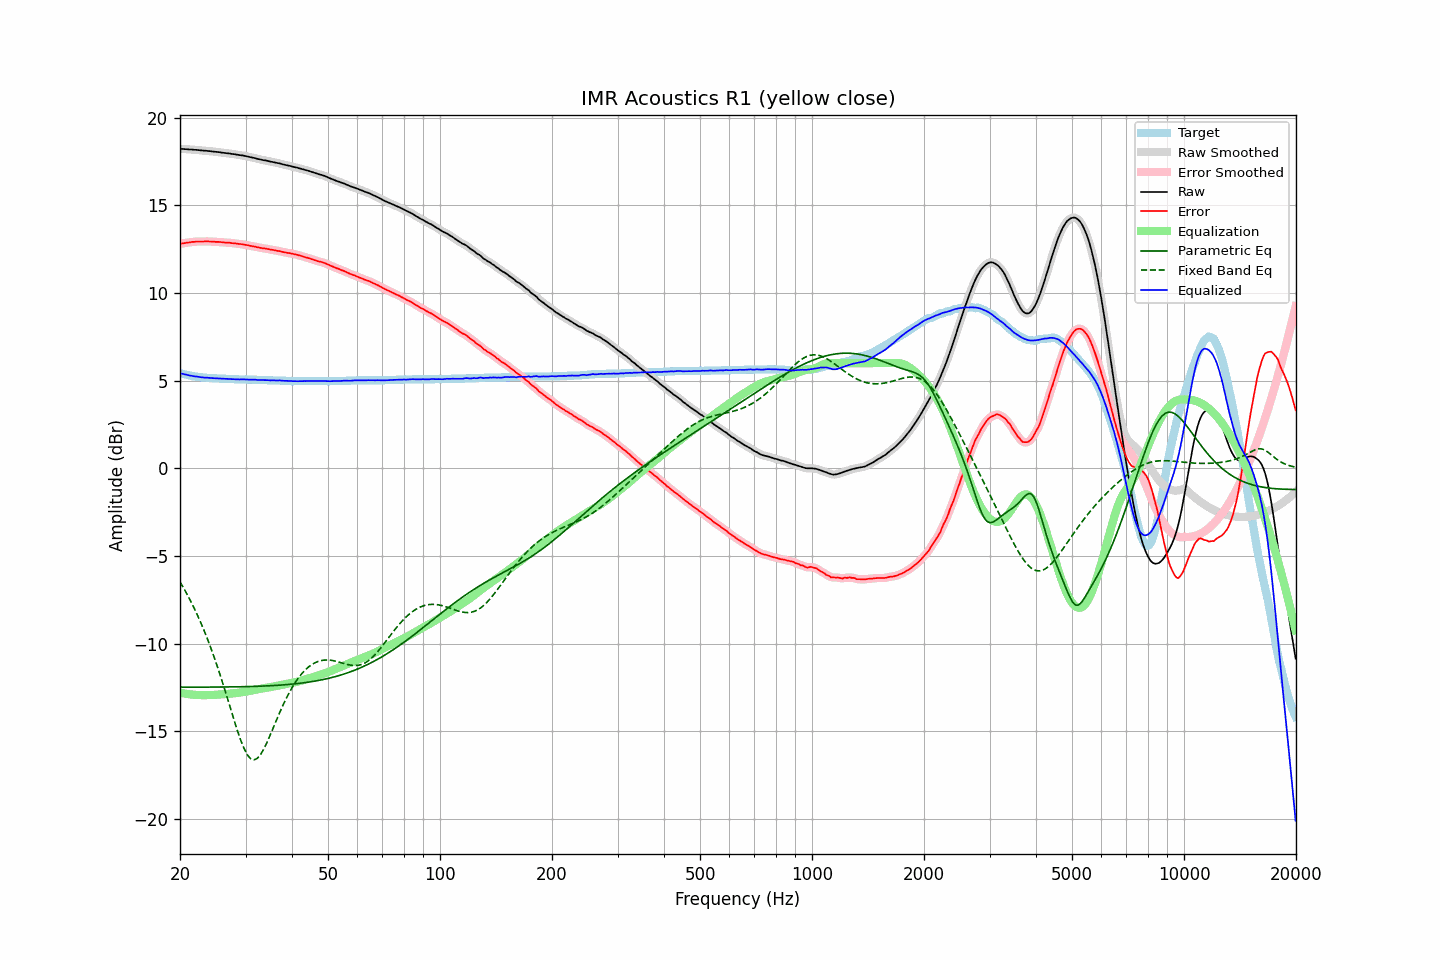 IMR Acoustics R1 (yellow close)
20
15
10
5
0
−5
−10
−15
−20
Amplitude (dBr)
Target
Raw Smoothed
Error Smoothed
Raw
Error
Equalization
Parametric Eq
Fixed Band Eq
Equalized
20 50 100 200 500 1000 2000 5000 10000 20000
Frequency (Hz)